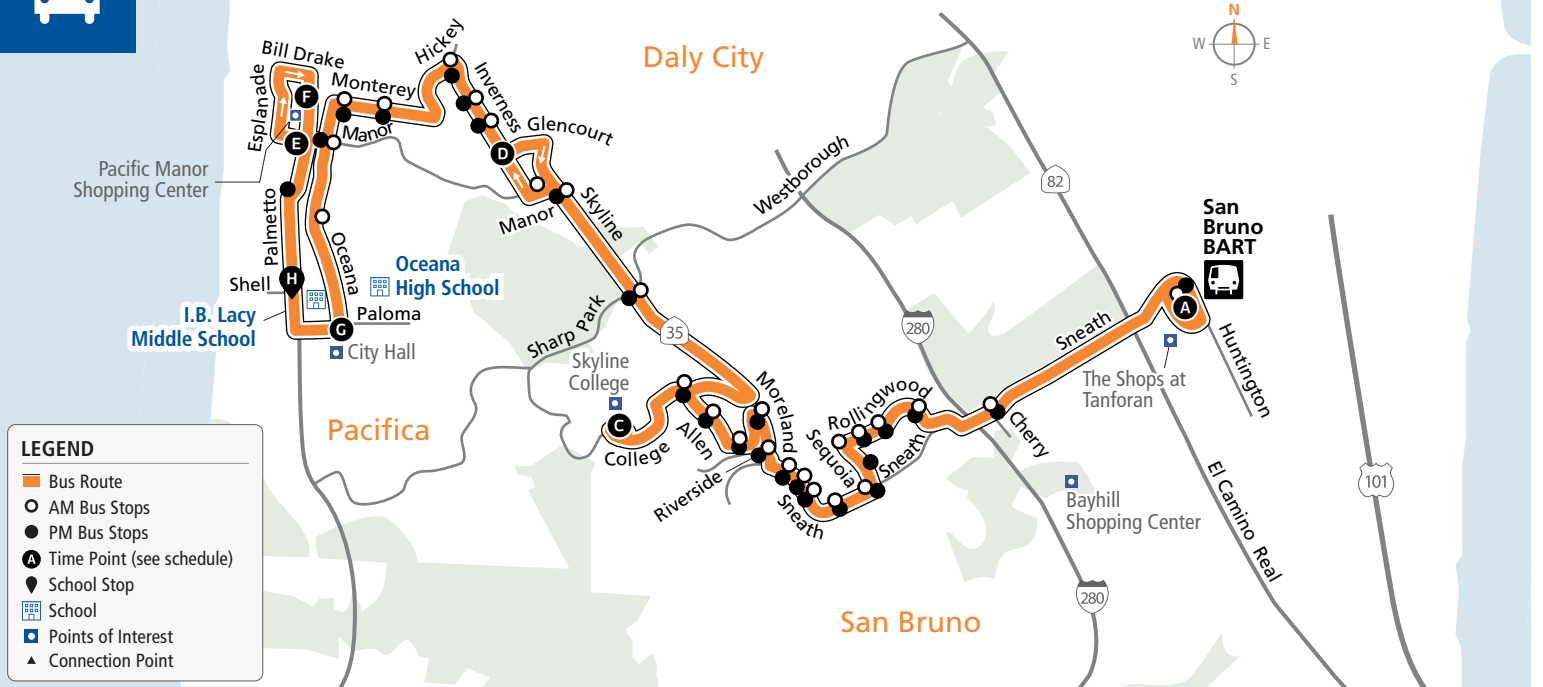 N
W
E
S
Daly City
Hickey
Bill Drake
Monterey
Inverness
Esplanade
F
Manor
Glencourt
E
D
Westborough
Pacific Manor
Shopping Center
82
Palmetto
Manor
Skyline
San
Bruno
BART
Oceana
Shell
H
Oceana
High School
A
I.B. Lacy
Middle School
G
Paloma
City Hall
Sharp Park
35
280
Sneath
Huntington
Skyline
College
The Shops at
Tanforan
Pacifica
C
College
Allen
Moreland
Rollingwood
Sequoia
Sneath
Cherry
Riverside
Sneath
El Camino Real
101
Bayhill
Shopping Center
280
San Bruno
LEGEND
Bus Route
AM Bus Stops
PM Bus Stops
A Time Point (see schedule)
School Stop
School
Points of Interest
Connection Point